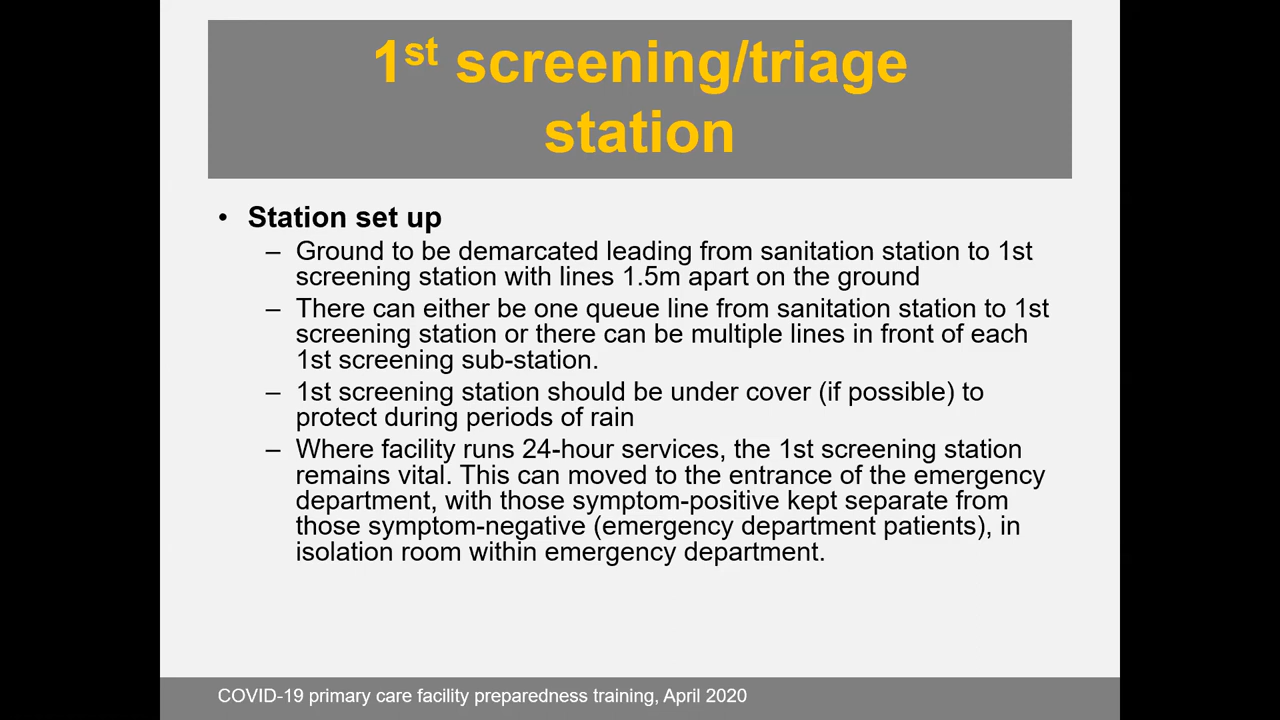 1st screening/triage
station
• Station set up
– Ground to be demarcated leading from sanitation station to 1st
screening station with lines 1.5m apart on the ground
– There can either be one queue line from sanitation station to 1st
screening station or there can be multiple lines in front of each
1st screening sub-station.
– 1st screening station should be under cover (if possible) to
protect during periods of rain
– Where facility runs 24-hour services, the 1st screening station
remains vital. This can moved to the entrance of the emergency
department, with those symptom-positive kept separate from
those symptom-negative (emergency department patients), in
isolation room within emergency department.
COVID-19 primary care facility preparedness training, April 2020